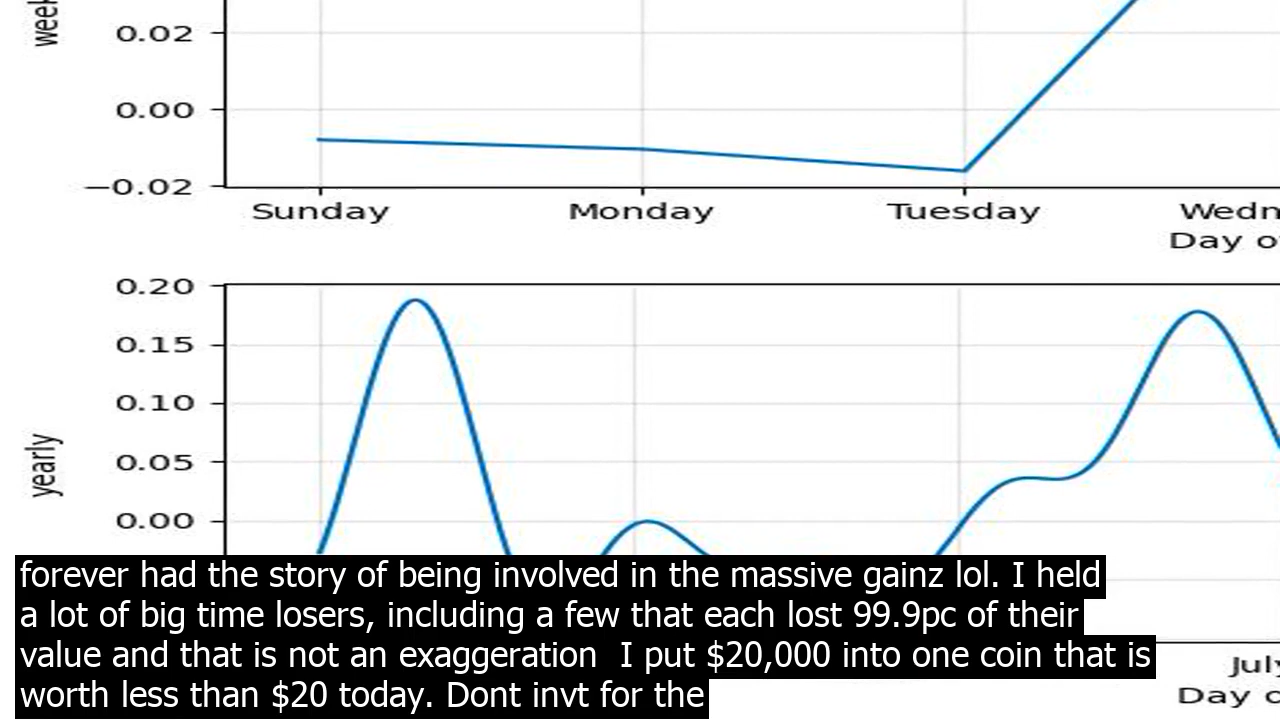 week
0.02
0.00
−0.02
Sunday Monday Tuesday Wedn
Day o
0.20
0.15
0.10
0.05
0.00
yearly
July
Day o
forever had the story of being involved in the massive gainz lol. I held
a lot of big time losers, including a few that each lost 99.9pc of their
value and that is not an exaggeration I put $20,000 into one coin that is
worth less than $20 today. Dont invt for the